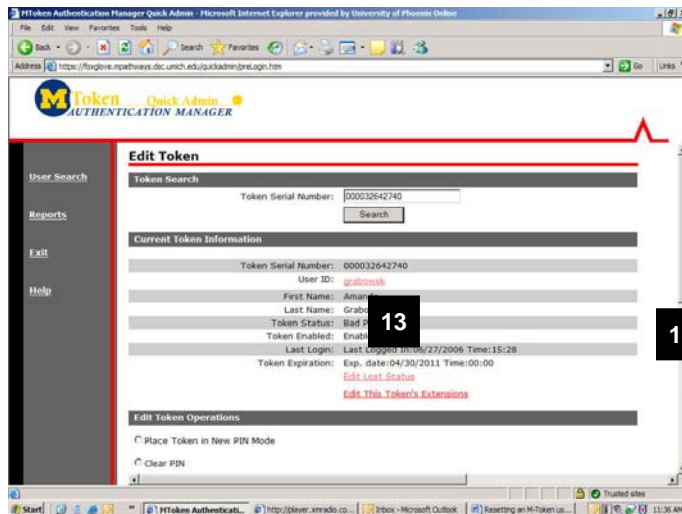 MToken Authentication Manager Quick Admin - Microsoft Internet Explorer provided by University of Phoenix Online
File Edit View Favorites Tools Help
Back Search Favorites
Address https://foxglove.mpathways.dsc.umich.edu/quickadmin/preLogin.htm Go Links
M Token Quick Admin
AUTHENTICATION MANAGER
Edit Token
User Search
Reports
Exit
Help
Token Search
Token Serial Number: 000032642740
Search
Current Token Information
Token Serial Number: 000032642740
User ID: grabowsk
First Name: Amanda
Last Name: Grabo
Token Status: Bad P
Token Enabled: Enabl
Last Login: Last Logged In:06/27/2006 Time:15:28
Token Expiration: Exp. date:04/30/2011 Time:00:00
Edit Lost Status
Edit This Token's Extensions
13
1
Edit Token Operations
Place Token in New PIN Mode
Clear PIN
Trusted sites
Start MToken Authenticati... http://player.xmradio.co... Inbox - Microsoft Outlook Resetting an M-Token us... 11:36 AM